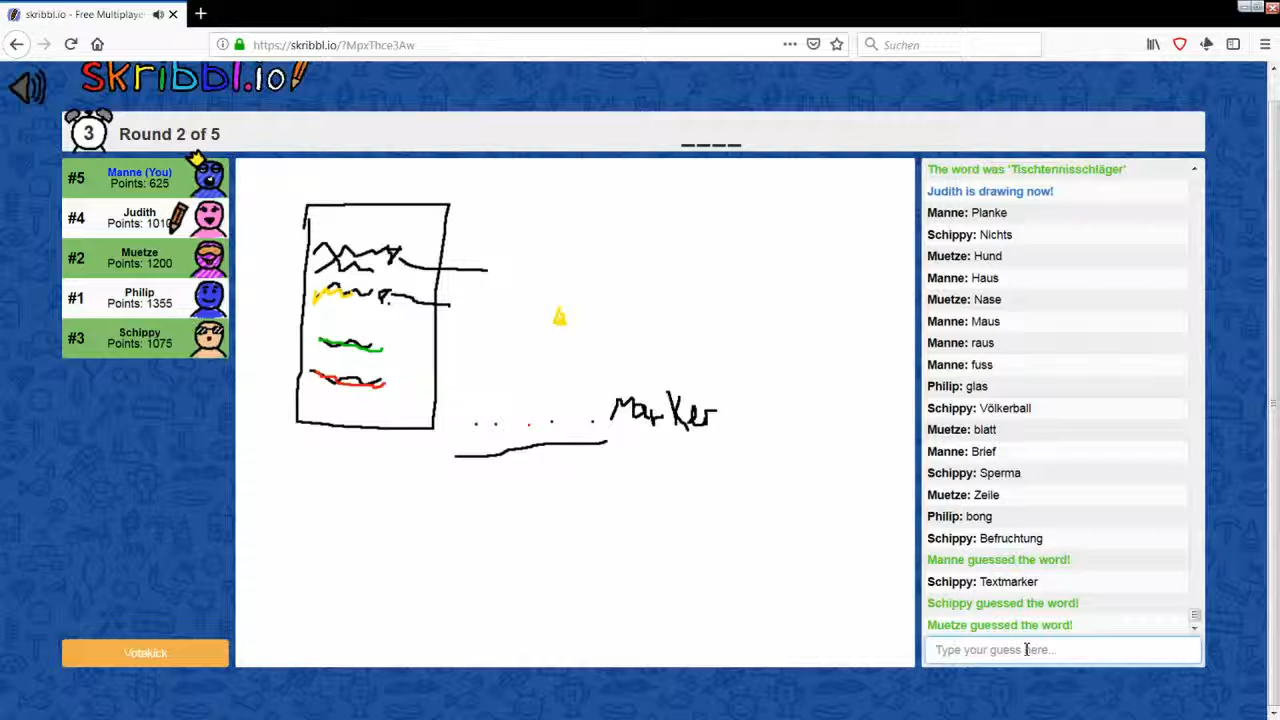 skribbl.io - Free Multiplaye
https://skribbl.io/?MpxThce3Aw
Suchen
skribbl.io
3
Round 2 of 5
____
#5
Manne (You)
Points: 625
#4
Judith
Points: 1010
#2
Muetze
Points: 1200
#1
Philip
Points: 1355
#3
Schippy
Points: 1075
Votekick
Marker
The word was 'Tischtennisschläger'
Judith is drawing now!
Manne: Planke
Schippy: Nichts
Muetze: Hund
Manne: Haus
Muetze: Nase
Manne: Maus
Manne: raus
Manne: fuss
Philip: glas
Schippy: Völkerball
Muetze: blatt
Manne: Brief
Schippy: Sperma
Muetze: Zeile
Philip: bong
Schippy: Befruchtung
Manne guessed the word!
Schippy: Textmarker
Schippy guessed the word!
Muetze guessed the word!
Type your guess here...